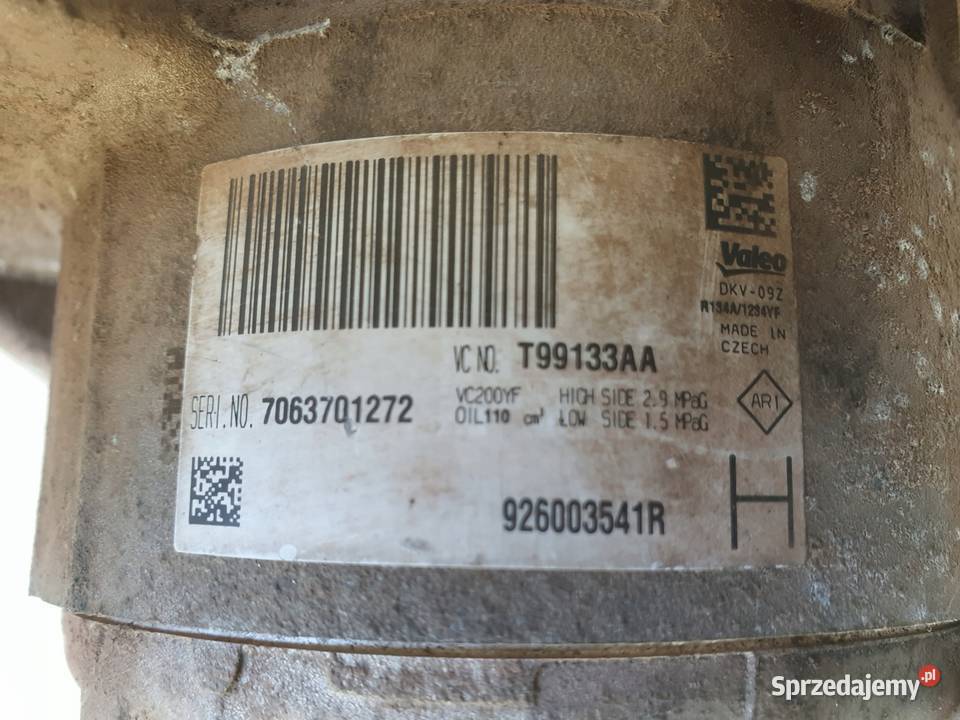 Valeo
DKV-09Z
R134A/1234YF
MADE IN
CZECH
VC NO. T99133AA
SERI.NO. 7063701272
VC200YF HIGH SIDE 2.9 MPaG
OIL110 cm³ LOW SIDE 1.5 MPaG
AR1
926003541R
H
Sprzedajemy.pl